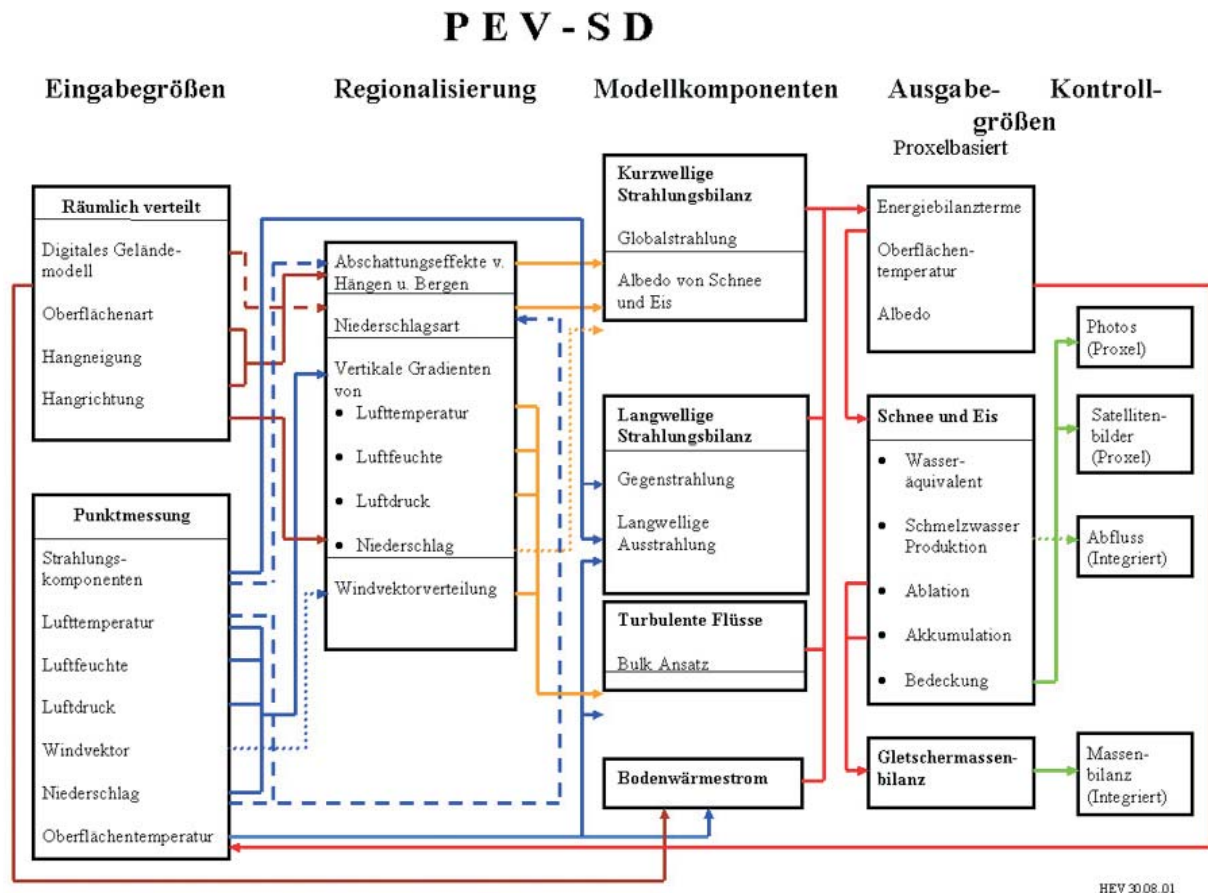 P E V - S D
Eingabegrößen
Regionalisierung
Modellkomponenten
Ausgabe-
Kontroll-
größen
Proxelbasiert
Räumlich verteilt
Digitales Gelände-
modell
Oberflächenart
Hangneigung
Hangrichtung
Punktmessung
Strahlungs-
komponenten
Lufttemperatur
Luftfeuchte
Luftdruck
Windvektor
Niederschlag
Oberflächentemperatur
Abschattungseffekte v.
Hängen u. Bergen
Niederschlagsart
Vertikale Gradienten
von
• Lufttemperatur
• Luftfeuchte
• Luftdruck
• Niederschlag
Windvektorverteilung
Kurzwellige
Strahlungsbilanz
Globalstrahlung
Albedo von Schnee
und Eis
Langwellige
Strahlungsbilanz
Gegenstrahlung
Langwellige
Ausstrahlung
Turbulente Flüsse
Bulk Ansatz
Bodenwärmestrom
Energiebilanzterme
Oberflächen-
temperatur
Albedo
Schnee und Eis
• Wasser-
äquivalent
• Schmelzwasser
Produktion
• Ablation
• Akkumulation
• Bedeckung
Gletschermassen-
bilanz
Photos
(Proxel)
Satelliten-
bilder
(Proxel)
Abfluss
(Integriert)
Massen-
bilanz
(Integriert)
HEV 30.08.01